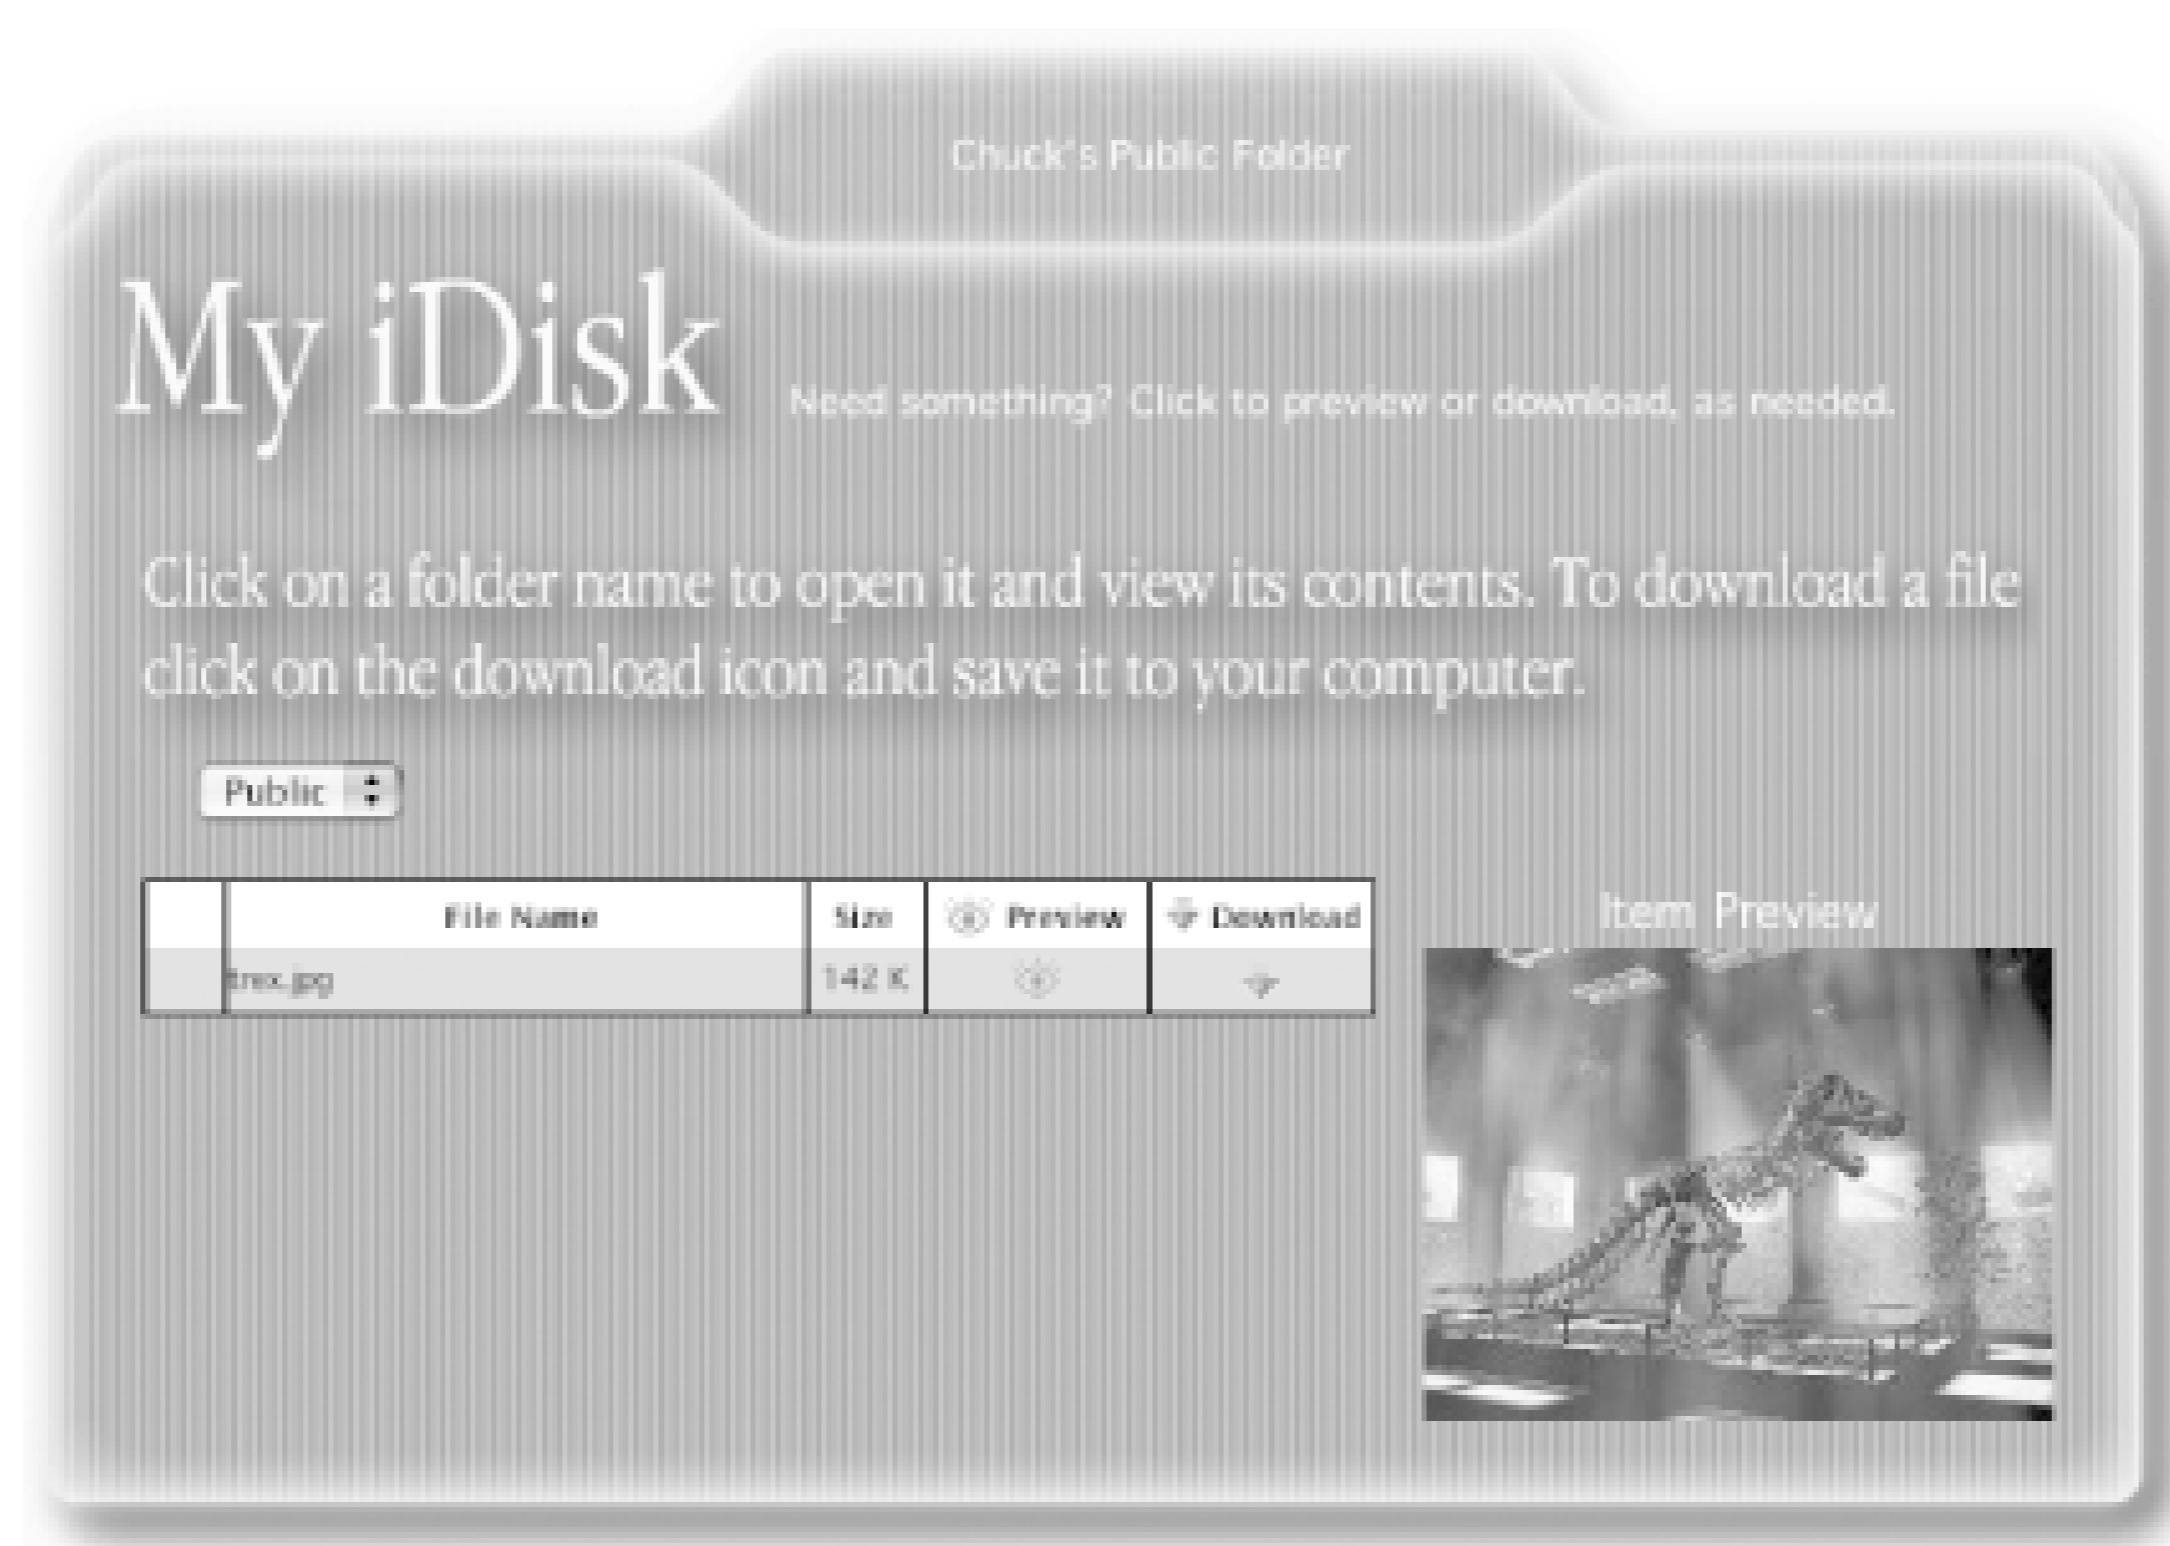 Chuck's Public Folder
My iDisk
Need something? Click to preview or download, as needed.
Click on a folder name to open it and view its contents. To download a file
click on the download icon and save it to your computer.
Public
File Name Size Preview Download
trex.jpg 142 K
Item Preview